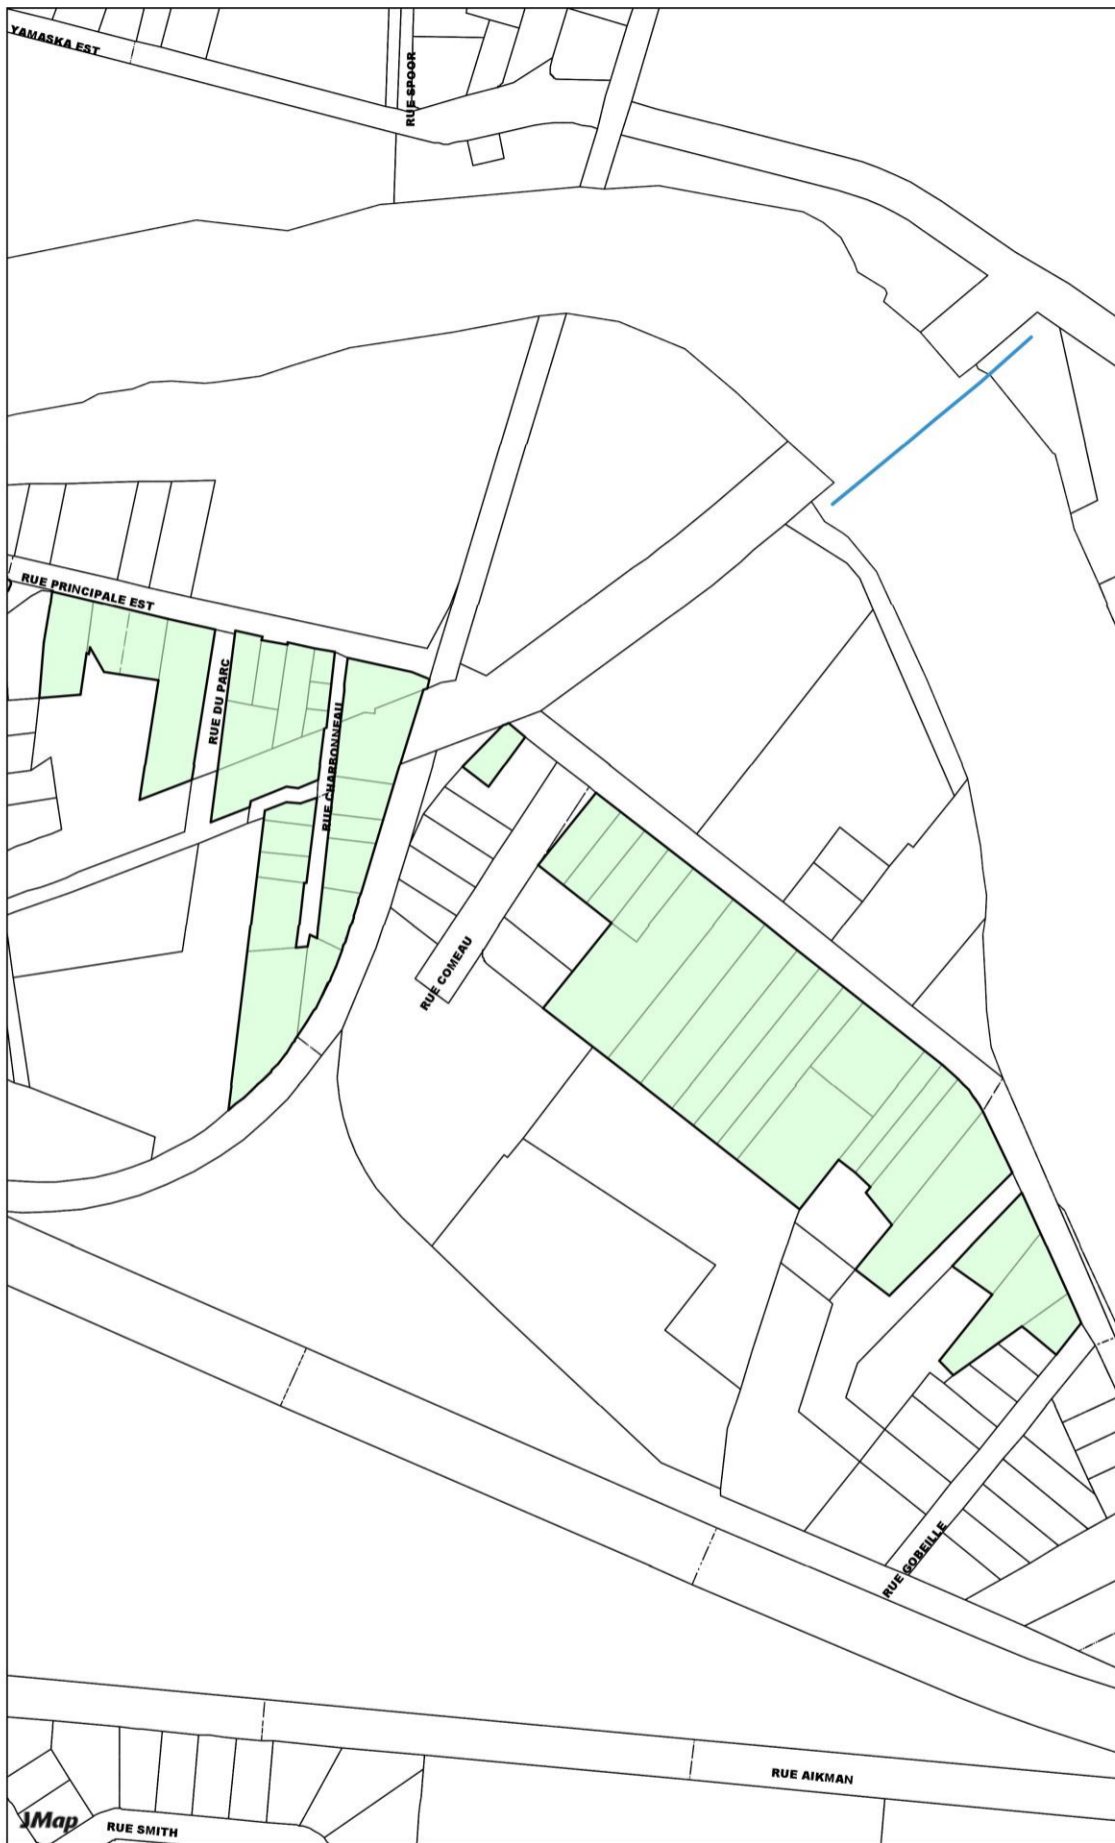 YAMASKA EST
RUE SPOOR
RUE PRINCIPALE EST
RUE DU PARC
RUE CHARBONNEAU
RUE COMEAU
RUE GOBEILLE
RUE AIKMAN
JMap
RUE SMITH